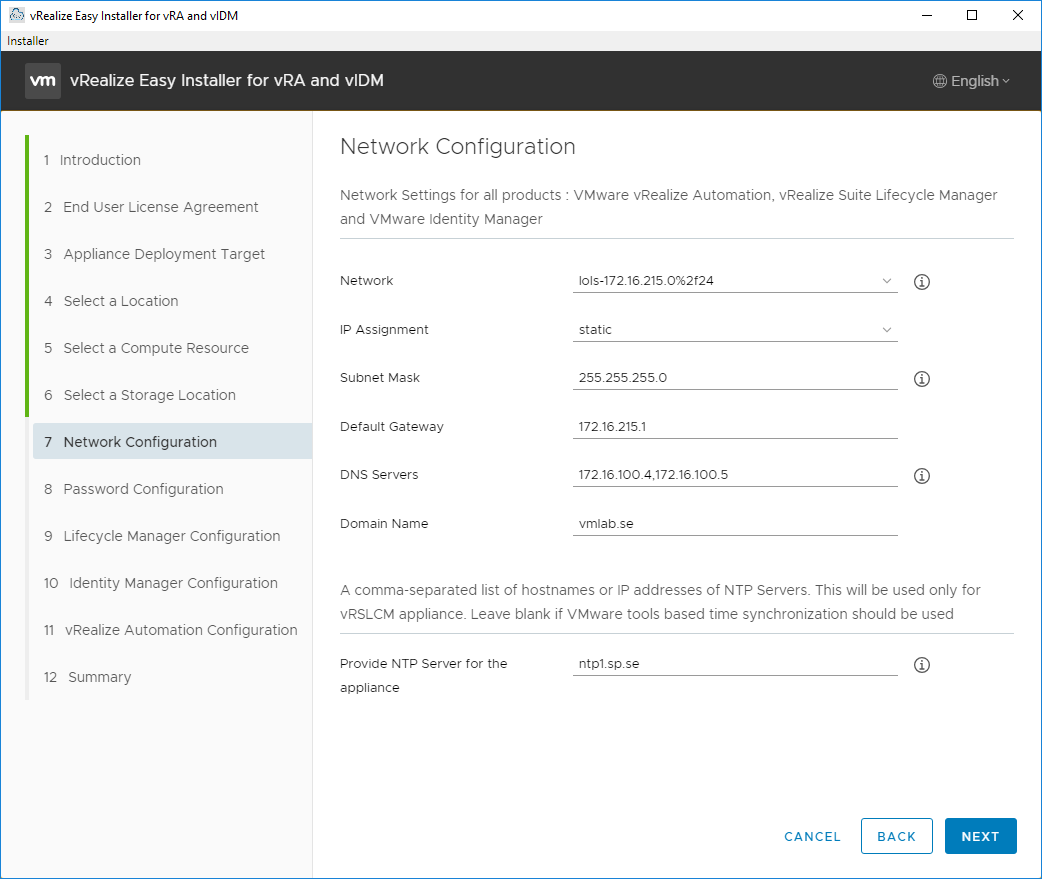 vRealize Easy Installer for vRA and vIDM
Installer
vm vRealize Easy Installer for vRA and vIDM
English
1 Introduction
2 End User License Agreement
3 Appliance Deployment Target
4 Select a Location
5 Select a Compute Resource
6 Select a Storage Location
7 Network Configuration
8 Password Configuration
9 Lifecycle Manager Configuration
10 Identity Manager Configuration
11 vRealize Automation Configuration
12 Summary
Network Configuration
Network Settings for all products : VMware vRealize Automation, vRealize Suite Lifecycle Manager
and VMware Identity Manager
Network lols-172.16.215.0%2f24
IP Assignment static
Subnet Mask 255.255.255.0
Default Gateway 172.16.215.1
DNS Servers 172.16.100.4,172.16.100.5
Domain Name vmlab.se
A comma-separated list of hostnames or IP addresses of NTP Servers. This will be used only for
vRSLCM appliance. Leave blank if VMware tools based time synchronization should be used
Provide NTP Server for the ntp1.sp.se
appliance
CANCEL BACK NEXT